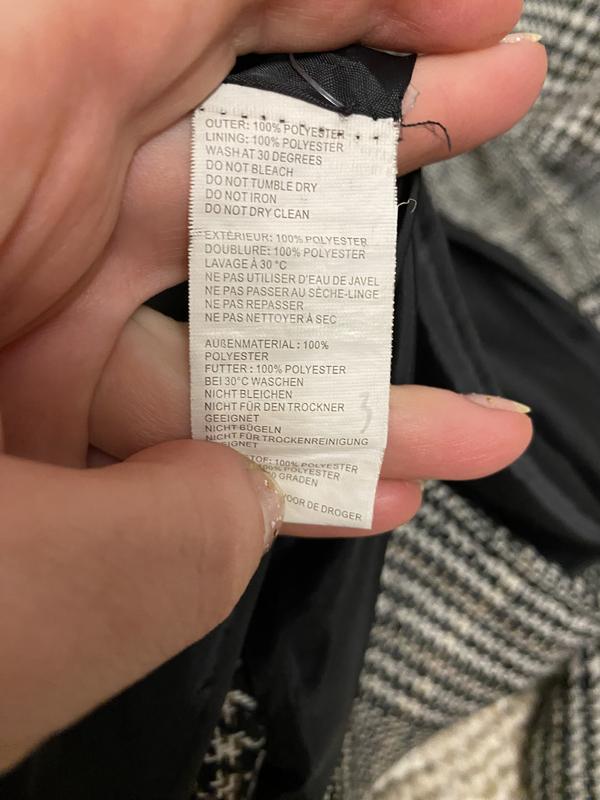 OUTER: 100% POLYESTER
LINING: 100% POLYESTER
WASH AT 30 DEGREES
DO NOT BLEACH
DO NOT TUMBLE DRY
DO NOT IRON
DO NOT DRY CLEAN
EXTÉRIEUR: 100% POLYESTER
DOUBLURE: 100% POLYESTER
LAVAGE À 30 °C
NE PAS UTILISER D'EAU DE JAVEL
NE PAS PASSER AU SÈCHE-LINGE
NE PAS REPASSER
NE PAS NETTOYER À SEC
AUßENMATERIAL : 100%
POLYESTER
FUTTER : 100% POLYESTER
BEI 30°C WASCHEN
NICHT BLEICHEN
NICHT FÜR DEN TROCKNER
GEEIGNET
NICHT BÜGELN
NICHT FÜR TROCKENREINIGUNG
100% POLYESTER
100% POLYESTER
GRADEN
VOOR DE DROGER
3